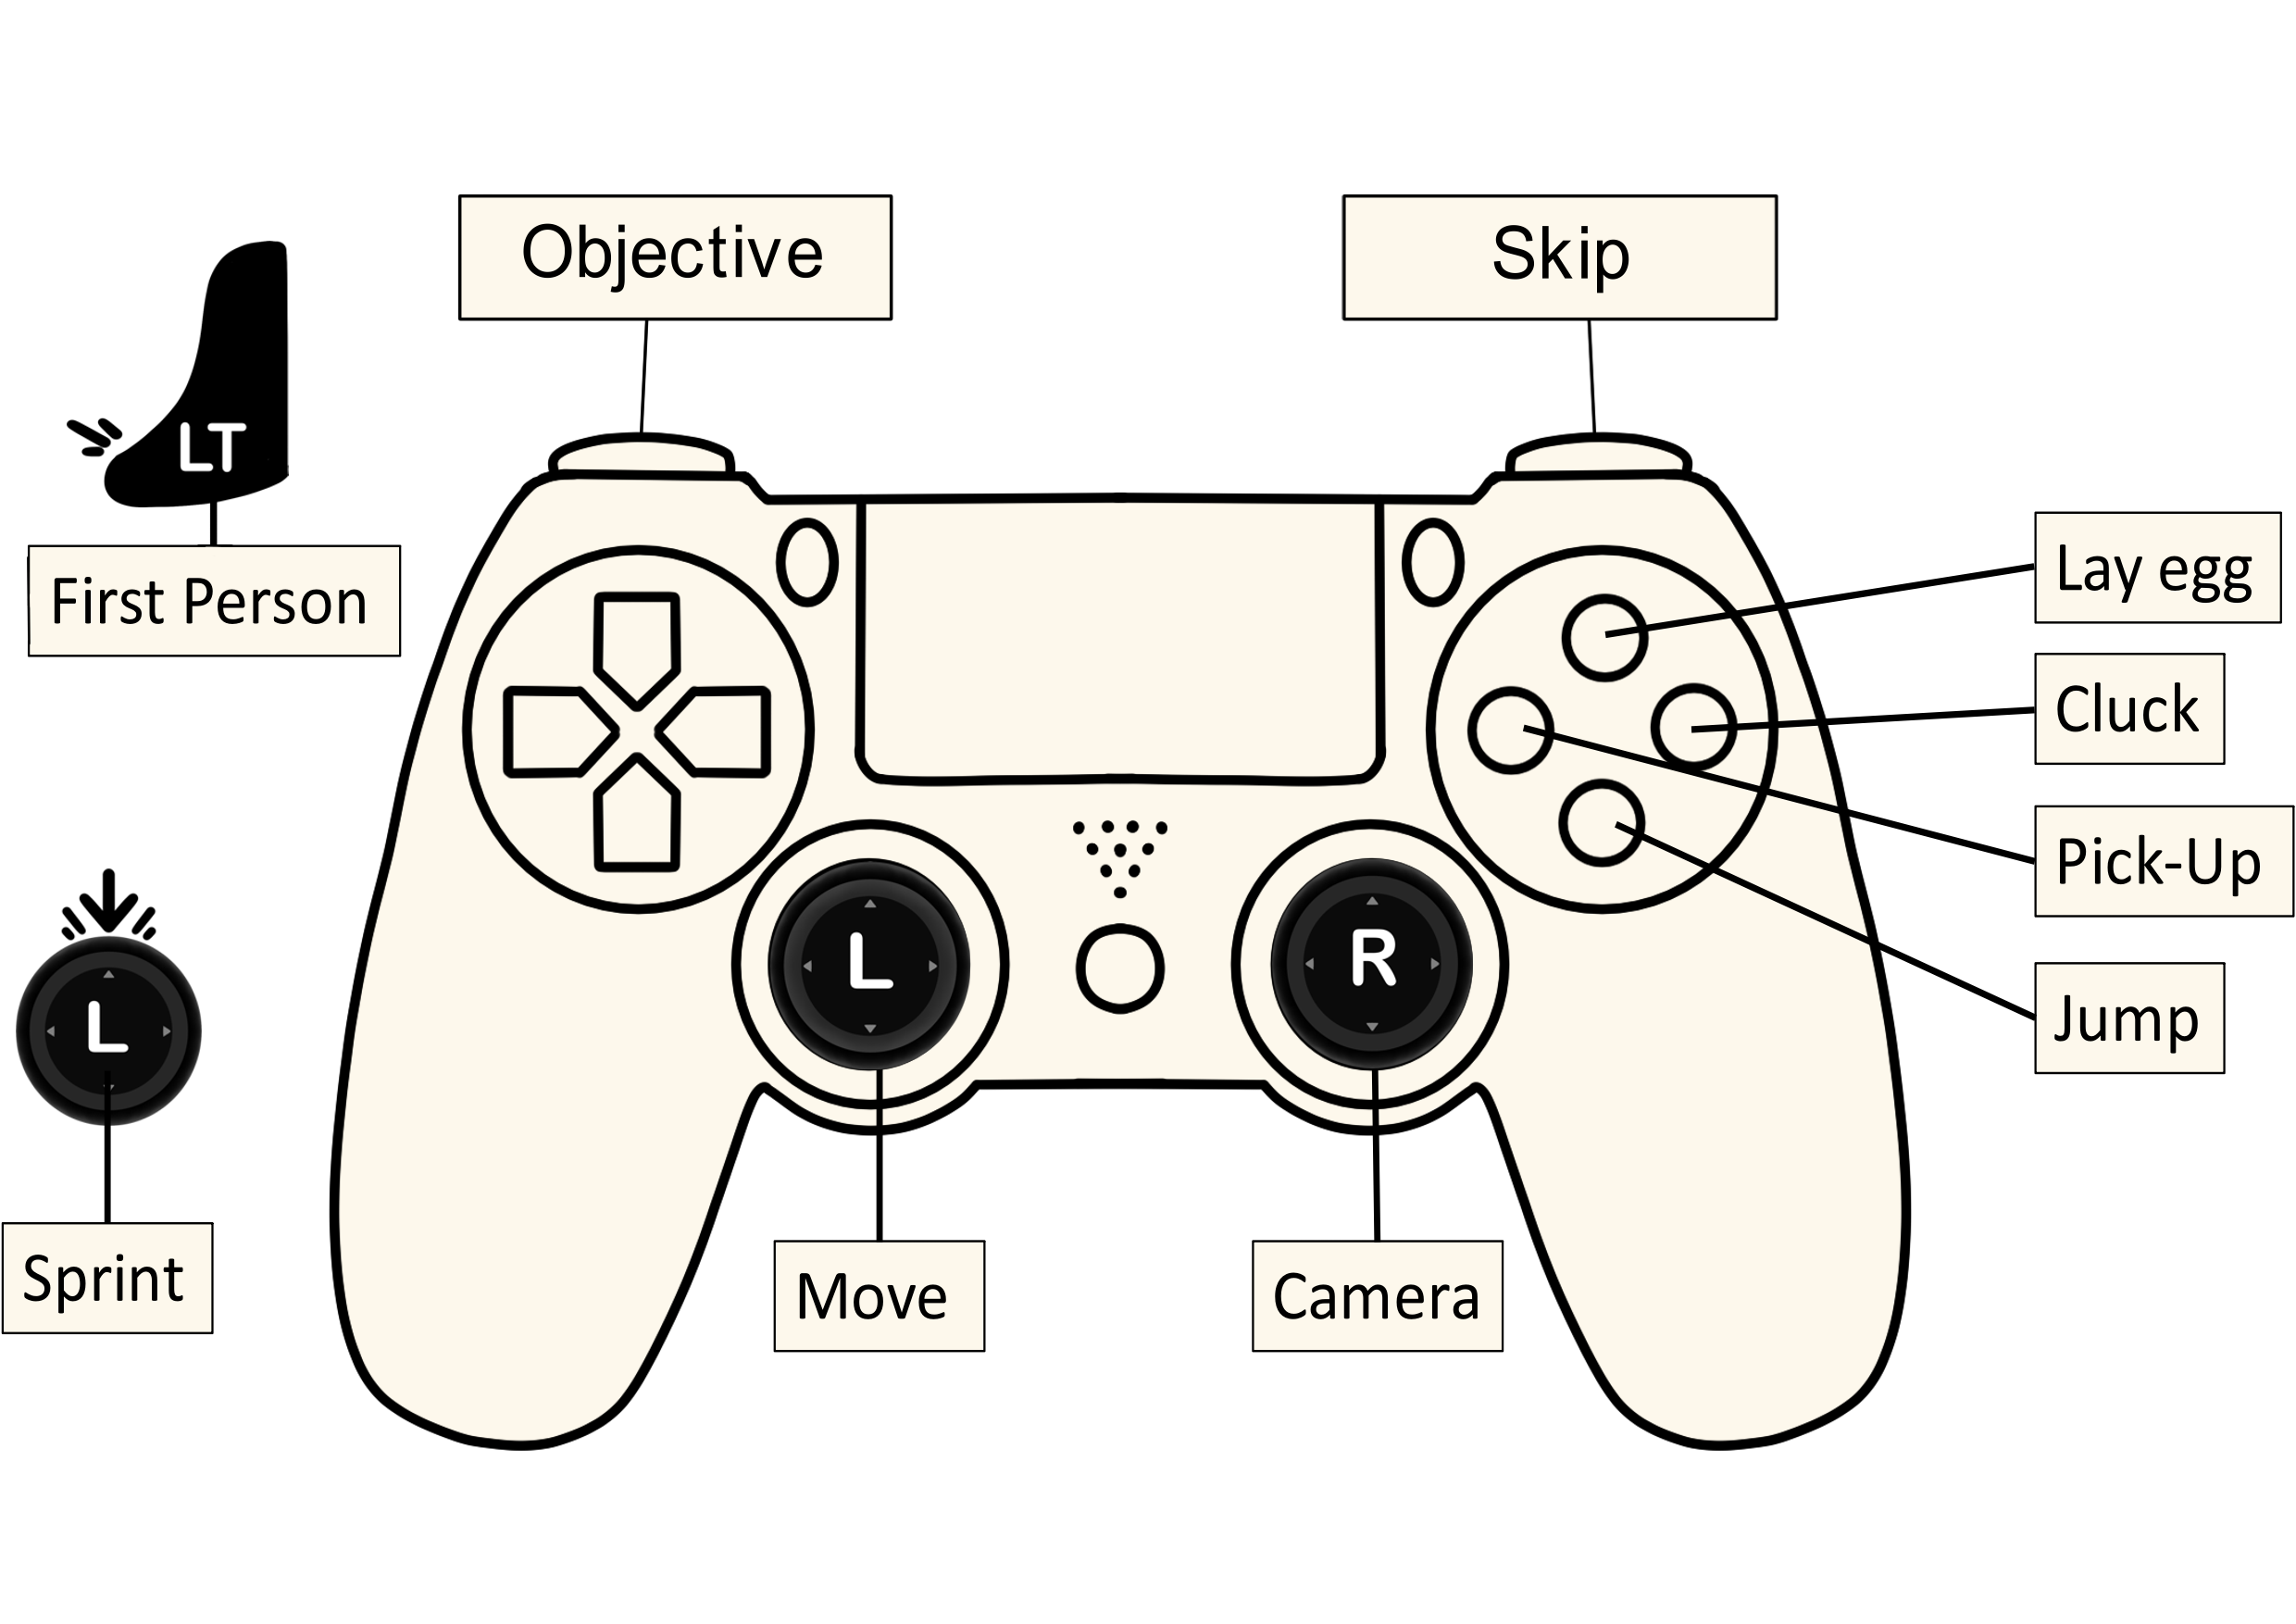 Objective
Skip
LT
First Person
Lay egg
Cluck
Pick-Up
Jump
L
R
L
Sprint
Move
Camera